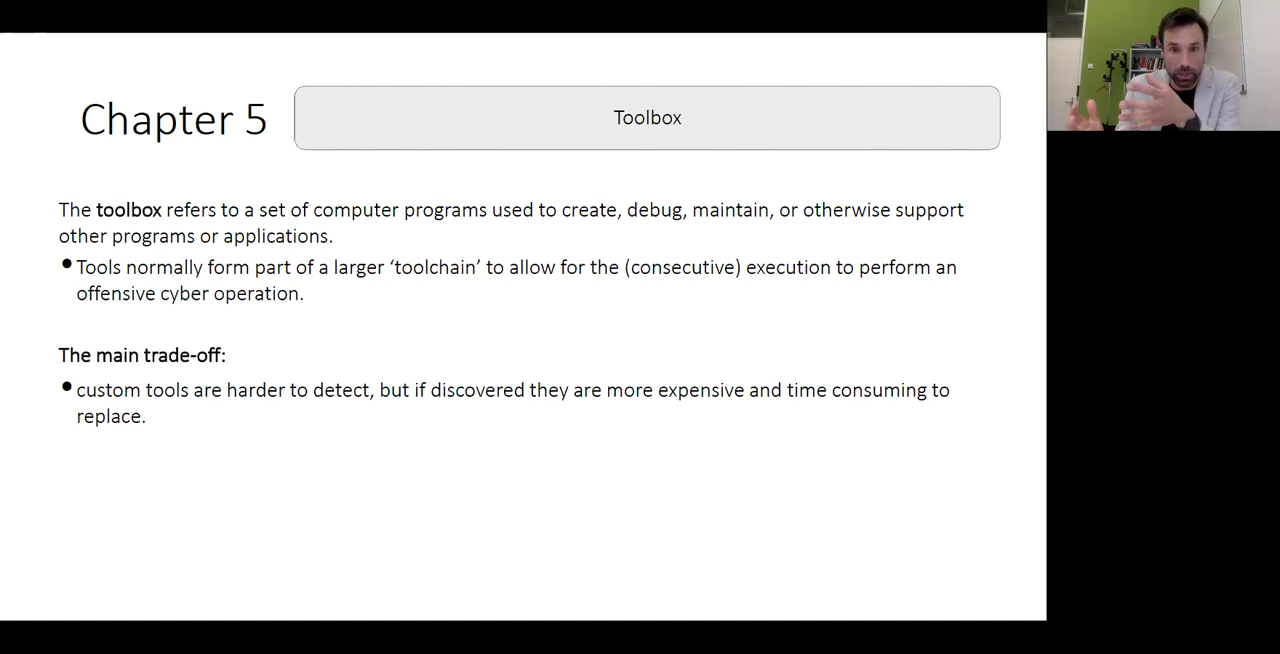 Chapter 5
Toolbox
The toolbox refers to a set of computer programs used to create, debug, maintain, or otherwise support
other programs or applications.
• Tools normally form part of a larger ‘toolchain’ to allow for the (consecutive) execution to perform an
offensive cyber operation.
The main trade-off:
• custom tools are harder to detect, but if discovered they are more expensive and time consuming to
replace.